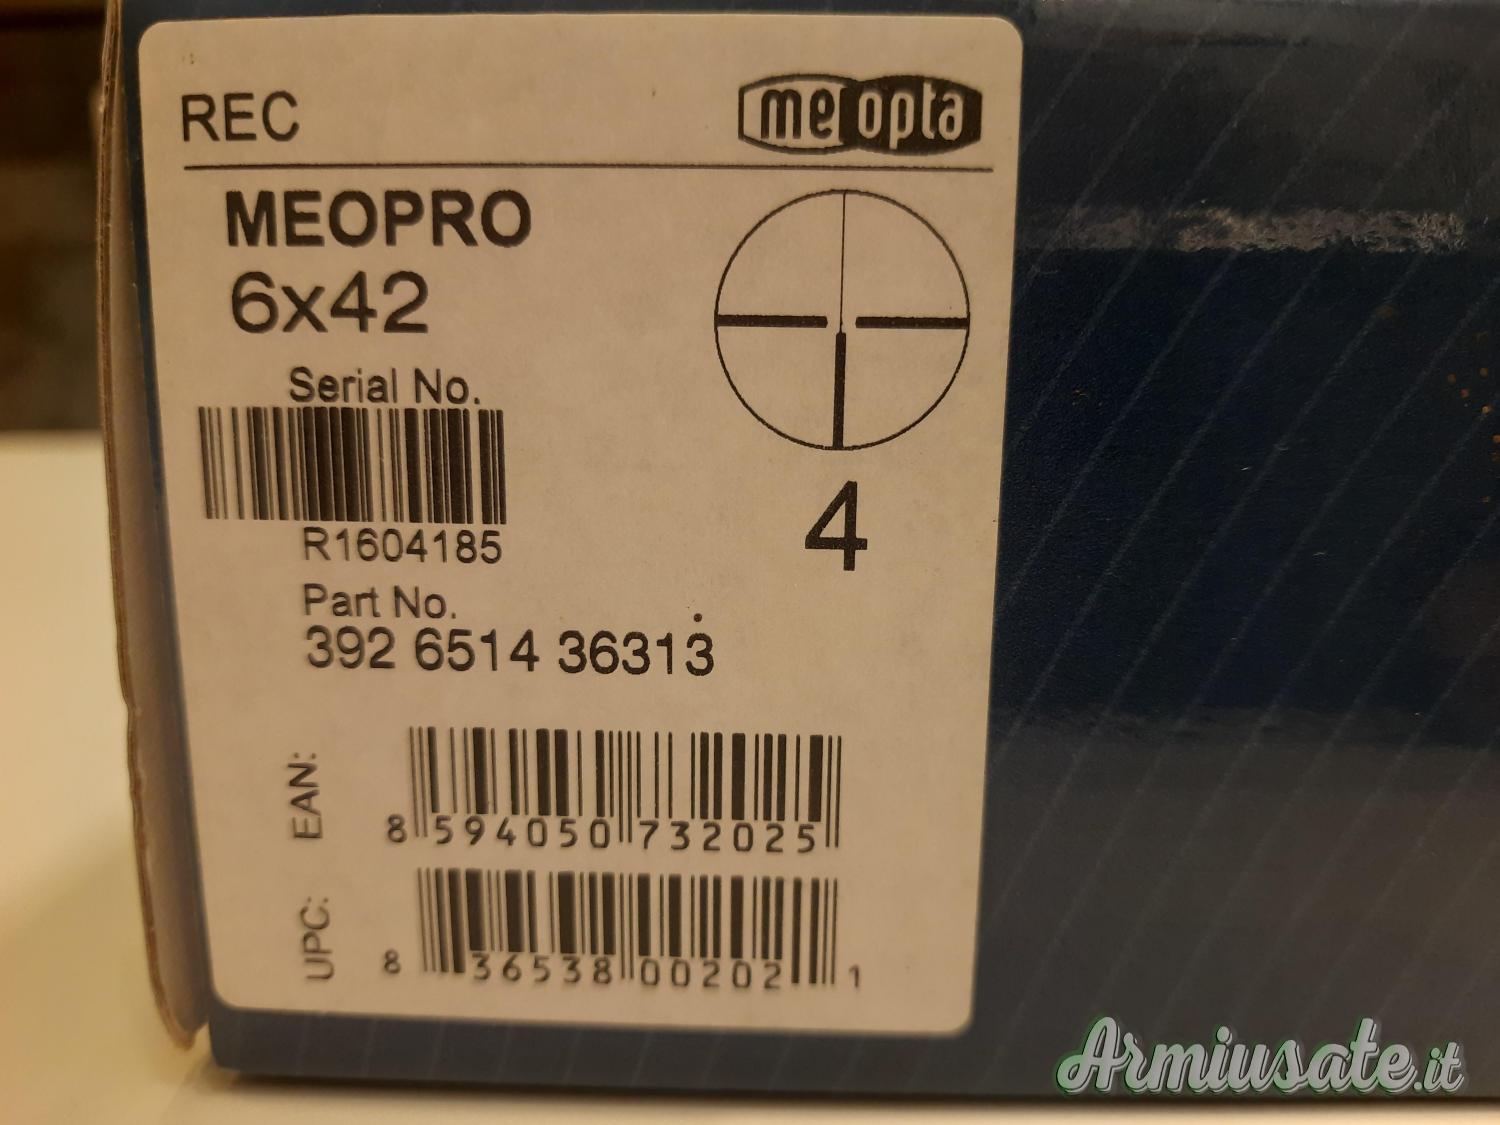 REC
meopta
MEOPRO
6x42
Serial No.
R1604185
4
Part No.
392 6514 36313
EAN:
8 594050 732025
UPC:
8 36538 00202 1
Armiusate.it